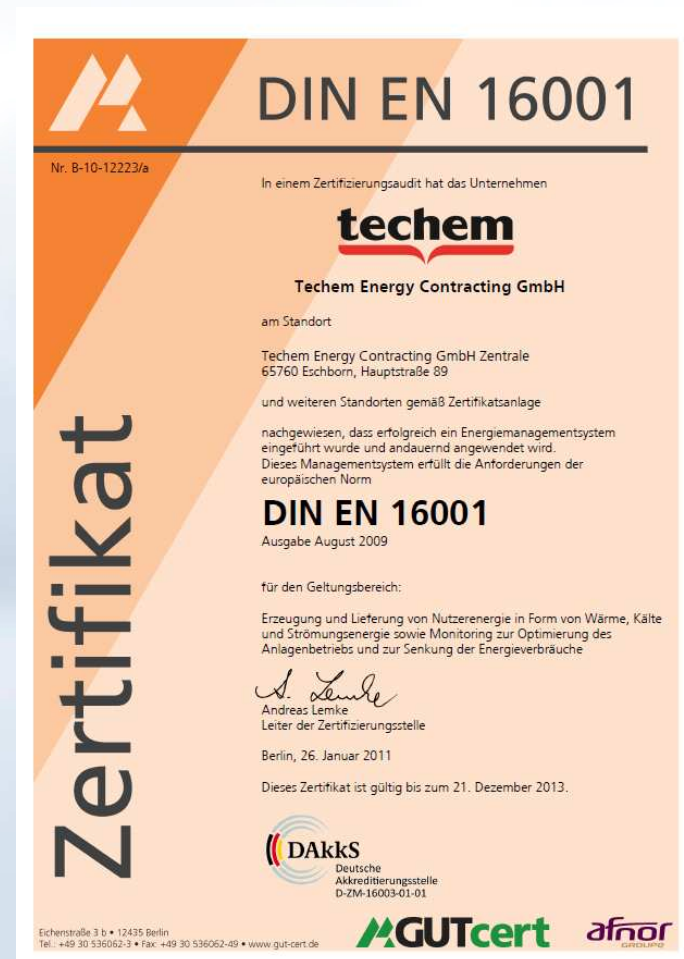 DIN EN 16001
Nr. B-10-12223/a
In einem Zertifizierungsaudit hat das Unternehmen
techem
Techem Energy Contracting GmbH
am Standort
Techem Energy Contracting GmbH Zentrale
65760 Eschborn, Hauptstraße 89
und weiteren Standorten gemäß Zertifikatsanlage
nachgewiesen, dass erfolgreich ein Energiemanagementsystem
eingeführt wurde und andauernd angewendet wird.
Dieses Managementsystem erfüllt die Anforderungen der
europäischen Norm
DIN EN 16001
Ausgabe August 2009
für den Geltungsbereich:
Erzeugung und Lieferung von Nutzerenergie in Form von Wärme, Kälte
und Strömungsenergie sowie Monitoring zur Optimierung des
Anlagenbetriebs und zur Senkung der Energieverbräuche
A. Lemke
Andreas Lemke
Leiter der Zertifizierungsstelle
Berlin, 26. Januar 2011
Dieses Zertifikat ist gültig bis zum 21. Dezember 2013.
Zertifikat
DAkkS
Deutsche
Akkreditierungsstelle
D-ZM-16003-01-01
Eichenstraße 3 b • 12435 Berlin
Tel.: +49 30 536062-3 • Fax: +49 30 536062-49 • www.gut-cert.de
GUTcert
afnor
GROUPE